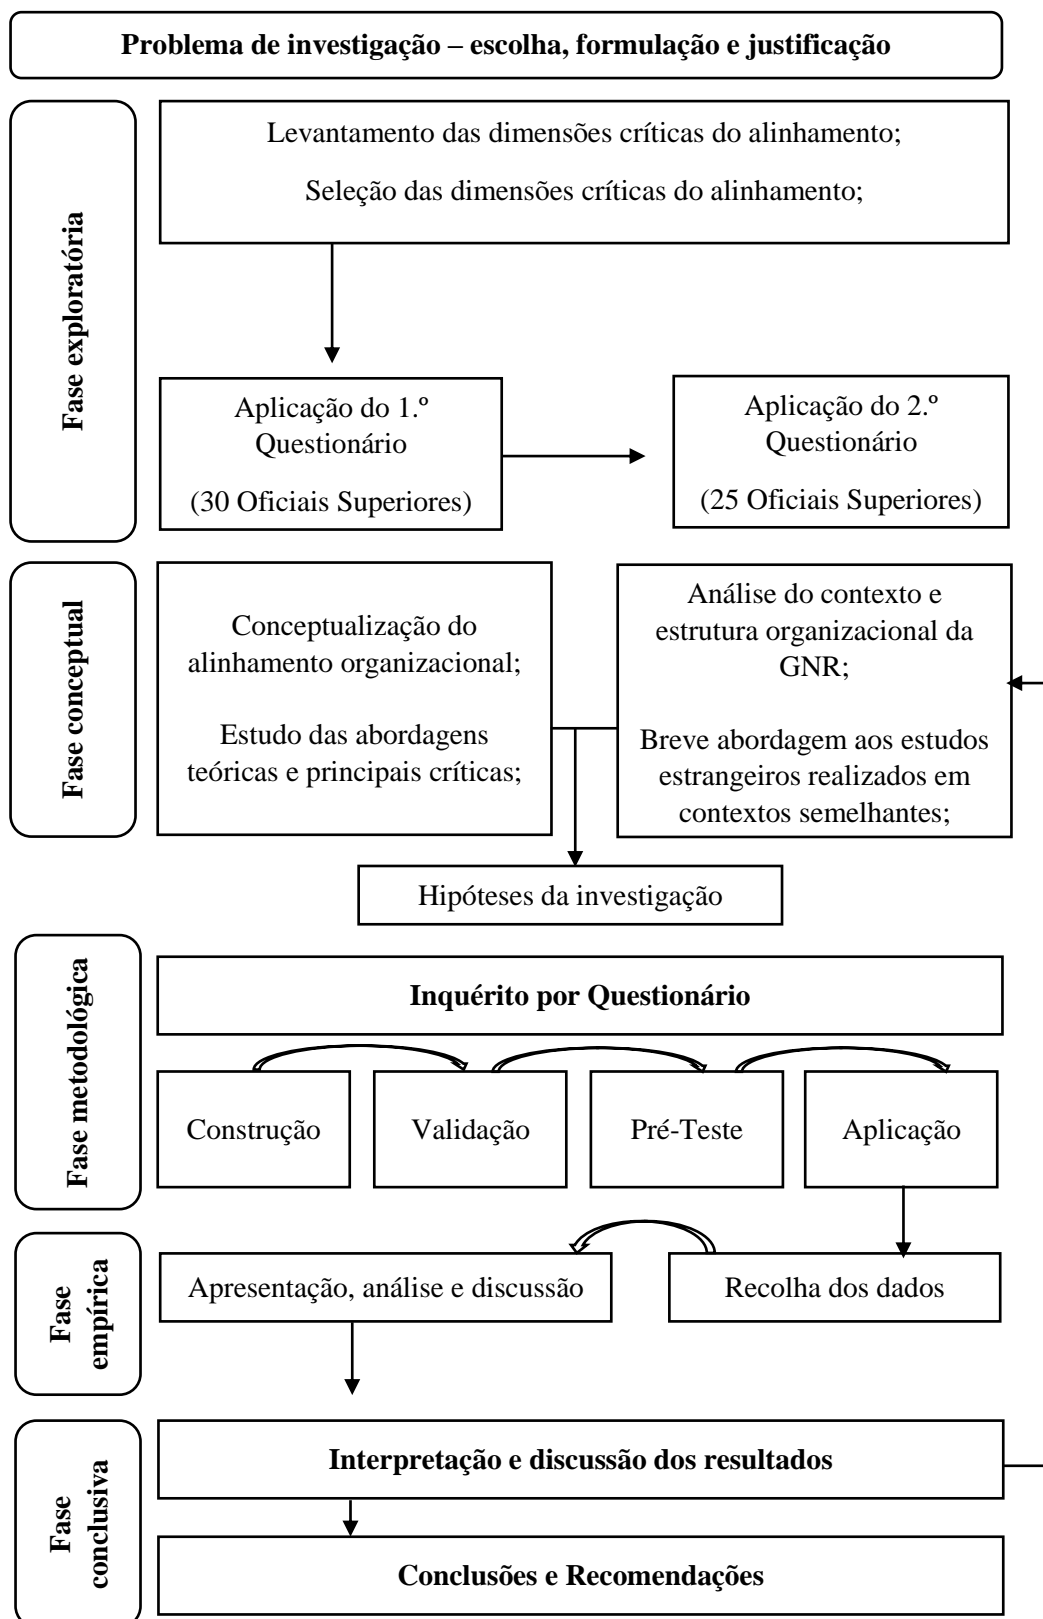 Problema de investigação – escolha, formulação e justificação
Fase exploratória
Levantamento das dimensões críticas do alinhamento;
Seleção das dimensões críticas do alinhamento;
Aplicação do 1.º
Questionário
(30 Oficiais Superiores)
Aplicação do 2.º
Questionário
(25 Oficiais Superiores)
Fase conceptual
Conceptualização do
alinhamento organizacional;
Estudo das abordagens
teóricas e principais críticas;
Análise do contexto e
estrutura organizacional da
GNR;
Breve abordagem aos estudos
estrangeiros realizados em
contextos semelhantes;
Hipóteses da investigação
Fase metodológica
Inquérito por Questionário
Construção
Validação
Pré-Teste
Aplicação
Fase
empírica
Apresentação, análise e discussão
Recolha dos dados
Fase
conclusiva
Interpretação e discussão dos resultados
Conclusões e Recomendações